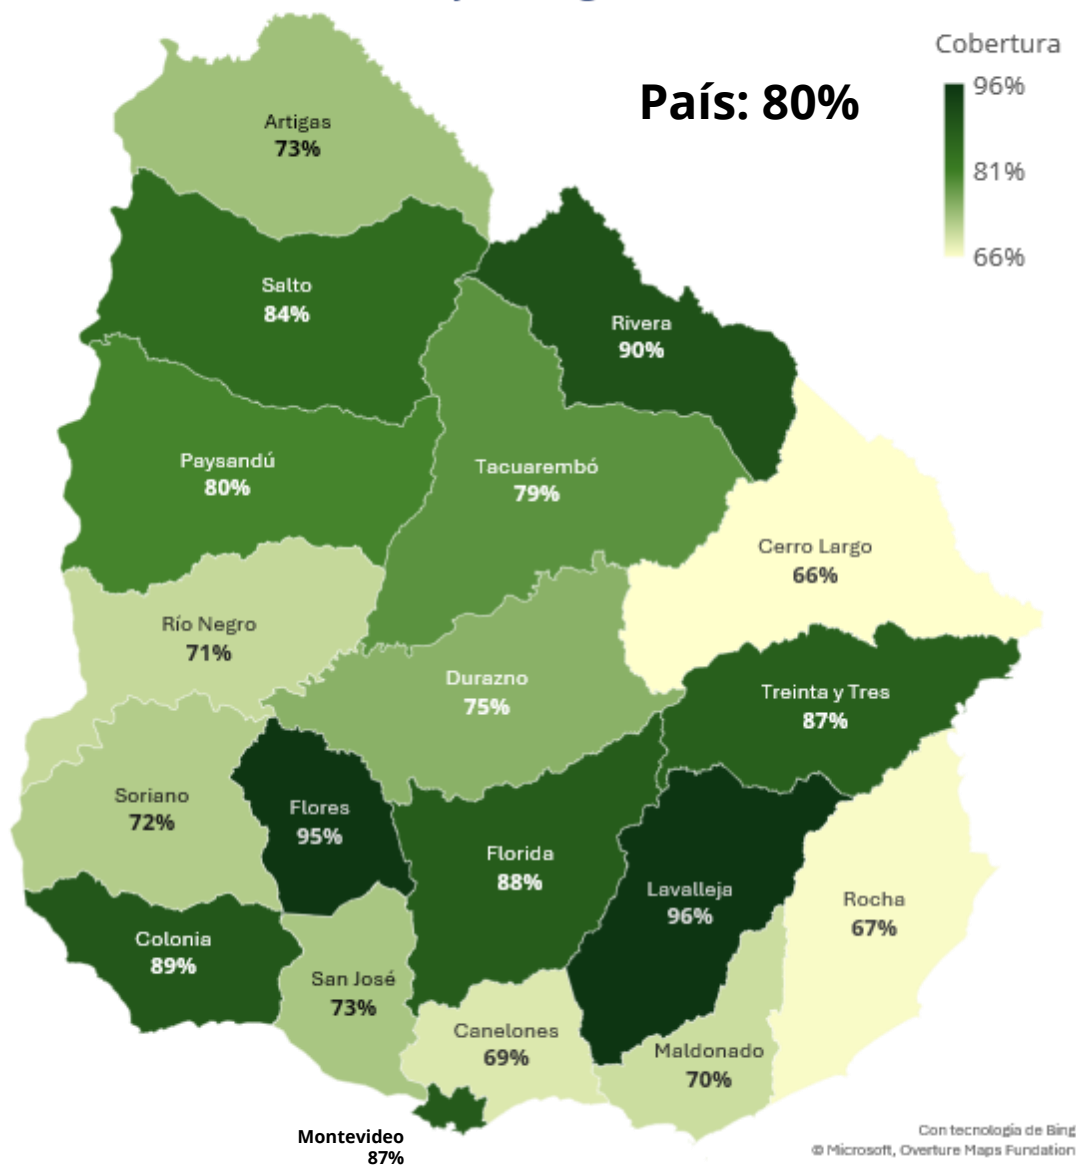 Cobertura
96%
81%
66%
País: 80%
Artigas
73%
Salto
84%
Rivera
90%
Paysandú
80%
Tacuarembó
79%
Cerro Largo
66%
Río Negro
71%
Durazno
75%
Treinta y Tres
87%
Soriano
72%
Flores
95%
Florida
88%
Lavalleja
96%
Rocha
67%
Colonia
89%
San José
73%
Canelones
69%
Maldonado
70%
Montevideo
87%
Con tecnología de Bing
© Microsoft, Overture Maps Foundation